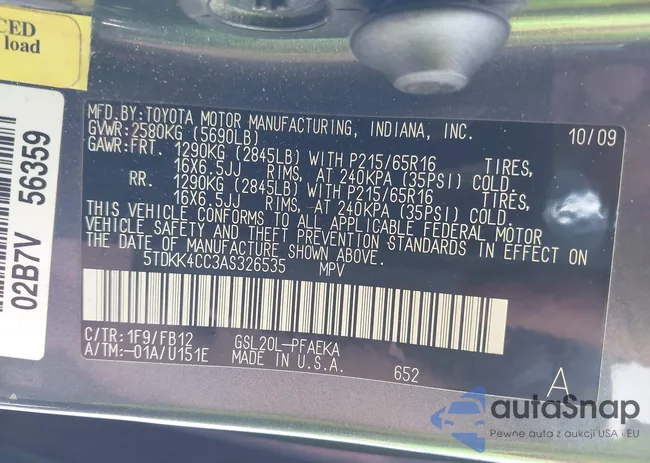 CED
load
02B7V 56359
MFD.BY:TOYOTA MOTOR MANUFACTURING, INDIANA, INC. 10/09
GVWR:2580KG (5690LB)
GAWR:FRT. 1290KG (2845LB) WITH P215/65R16 TIRES,
16X6.5JJ RIMS, AT 240KPA (35PSI) COLD.
RR. 1290KG (2845LB) WITH P215/65R16 TIRES,
16X6.5JJ RIMS, AT 240KPA (35PSI) COLD.
THIS VEHICLE CONFORMS TO ALL APPLICABLE FEDERAL MOTOR
VEHICLE SAFETY AND THEFT PREVENTION STANDARDS IN EFFECT ON
THE DATE OF MANUFACTURE SHOWN ABOVE.
5TDKK4CC3AS326535 MPV
C/TR:1F9/FB12 GSL20L-PFAEKA
A/TM:-01A/U151E MADE IN U.S.A.
652 A
autaSnap
Pewne auta z aukcji USA i EU